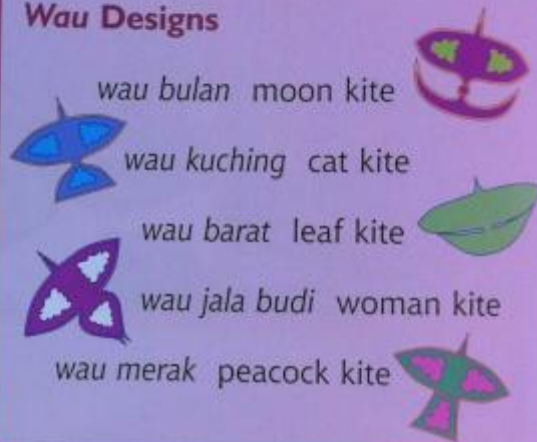 Wau Designs
wau bulan moon kite
wau kuching cat kite
wau barat leaf kite
wau jala budi woman kite
wau merak peacock kite